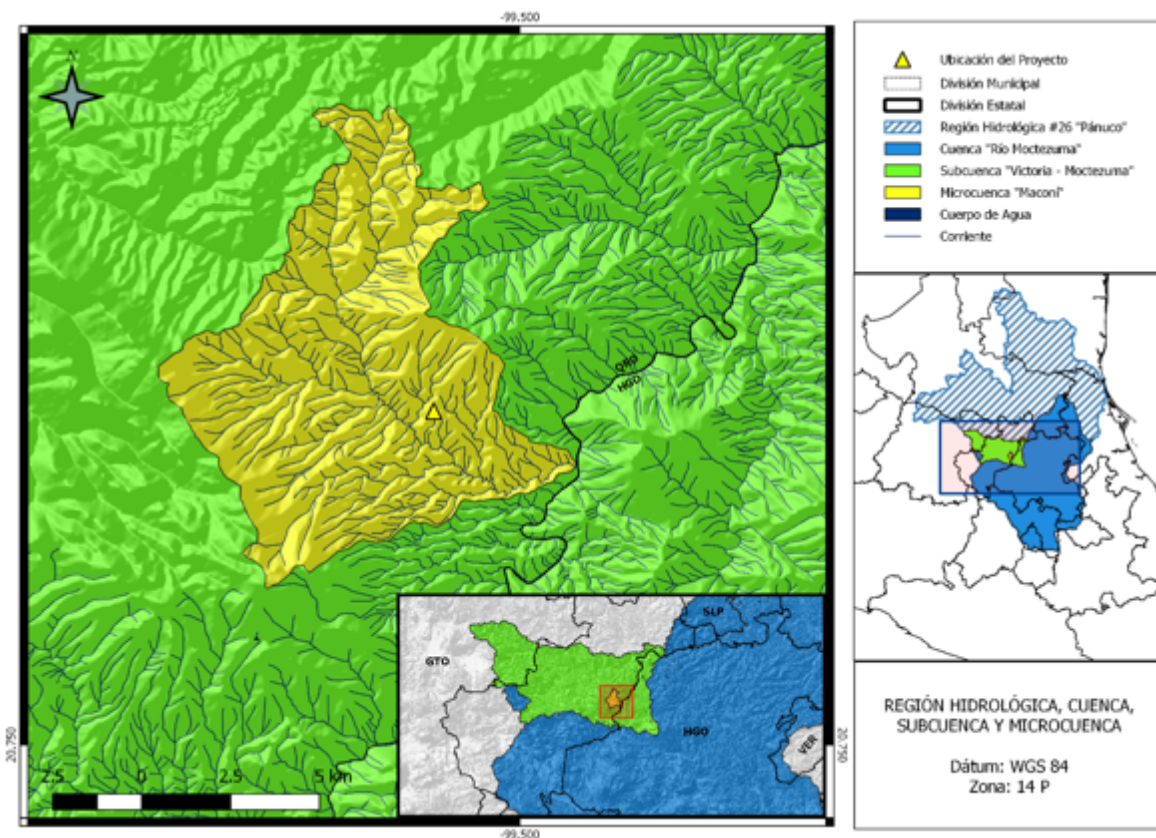 -99.500
N
QRO
HGO
20.750
2.5 0 2.5 5 km
-99.500
20.750
GTO
SLP
HGO
VER
Ubicación del Proyecto
División Municipal
División Estatal
Región Hidrológica #26 "Pánuco"
Cuenca "Río Moctezuma"
Subcuenca "Victoria - Moctezuma"
Microcuenca "Maconí"
Cuerpo de Agua
Corriente
REGIÓN HIDROLÓGICA, CUENCA,
SUBCUENCA Y MICROCUENCA
Dátum: WGS 84
Zona: 14 P